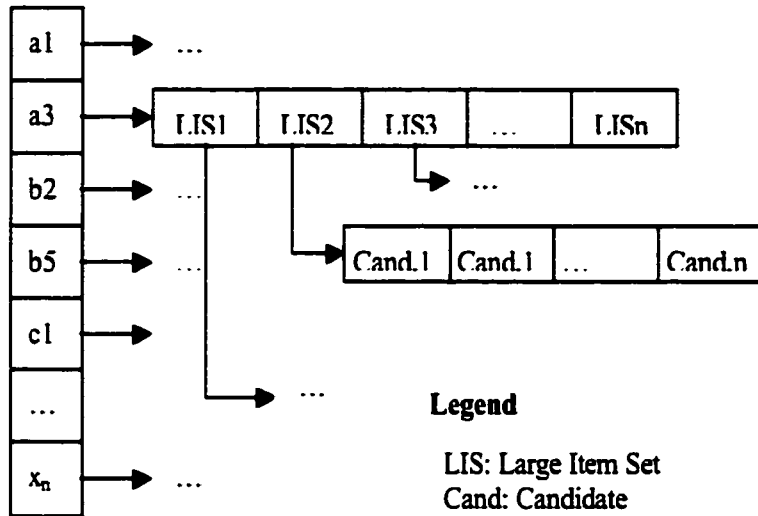 a1 ...
a3 LIS1 LIS2 LIS3 ... LISn
b2 ... ...
b5 ... Cand.1 Cand.1 ... Cand.n
c1
... ...
Legend
xₙ ...
LIS: Large Item Set
Cand: Candidate